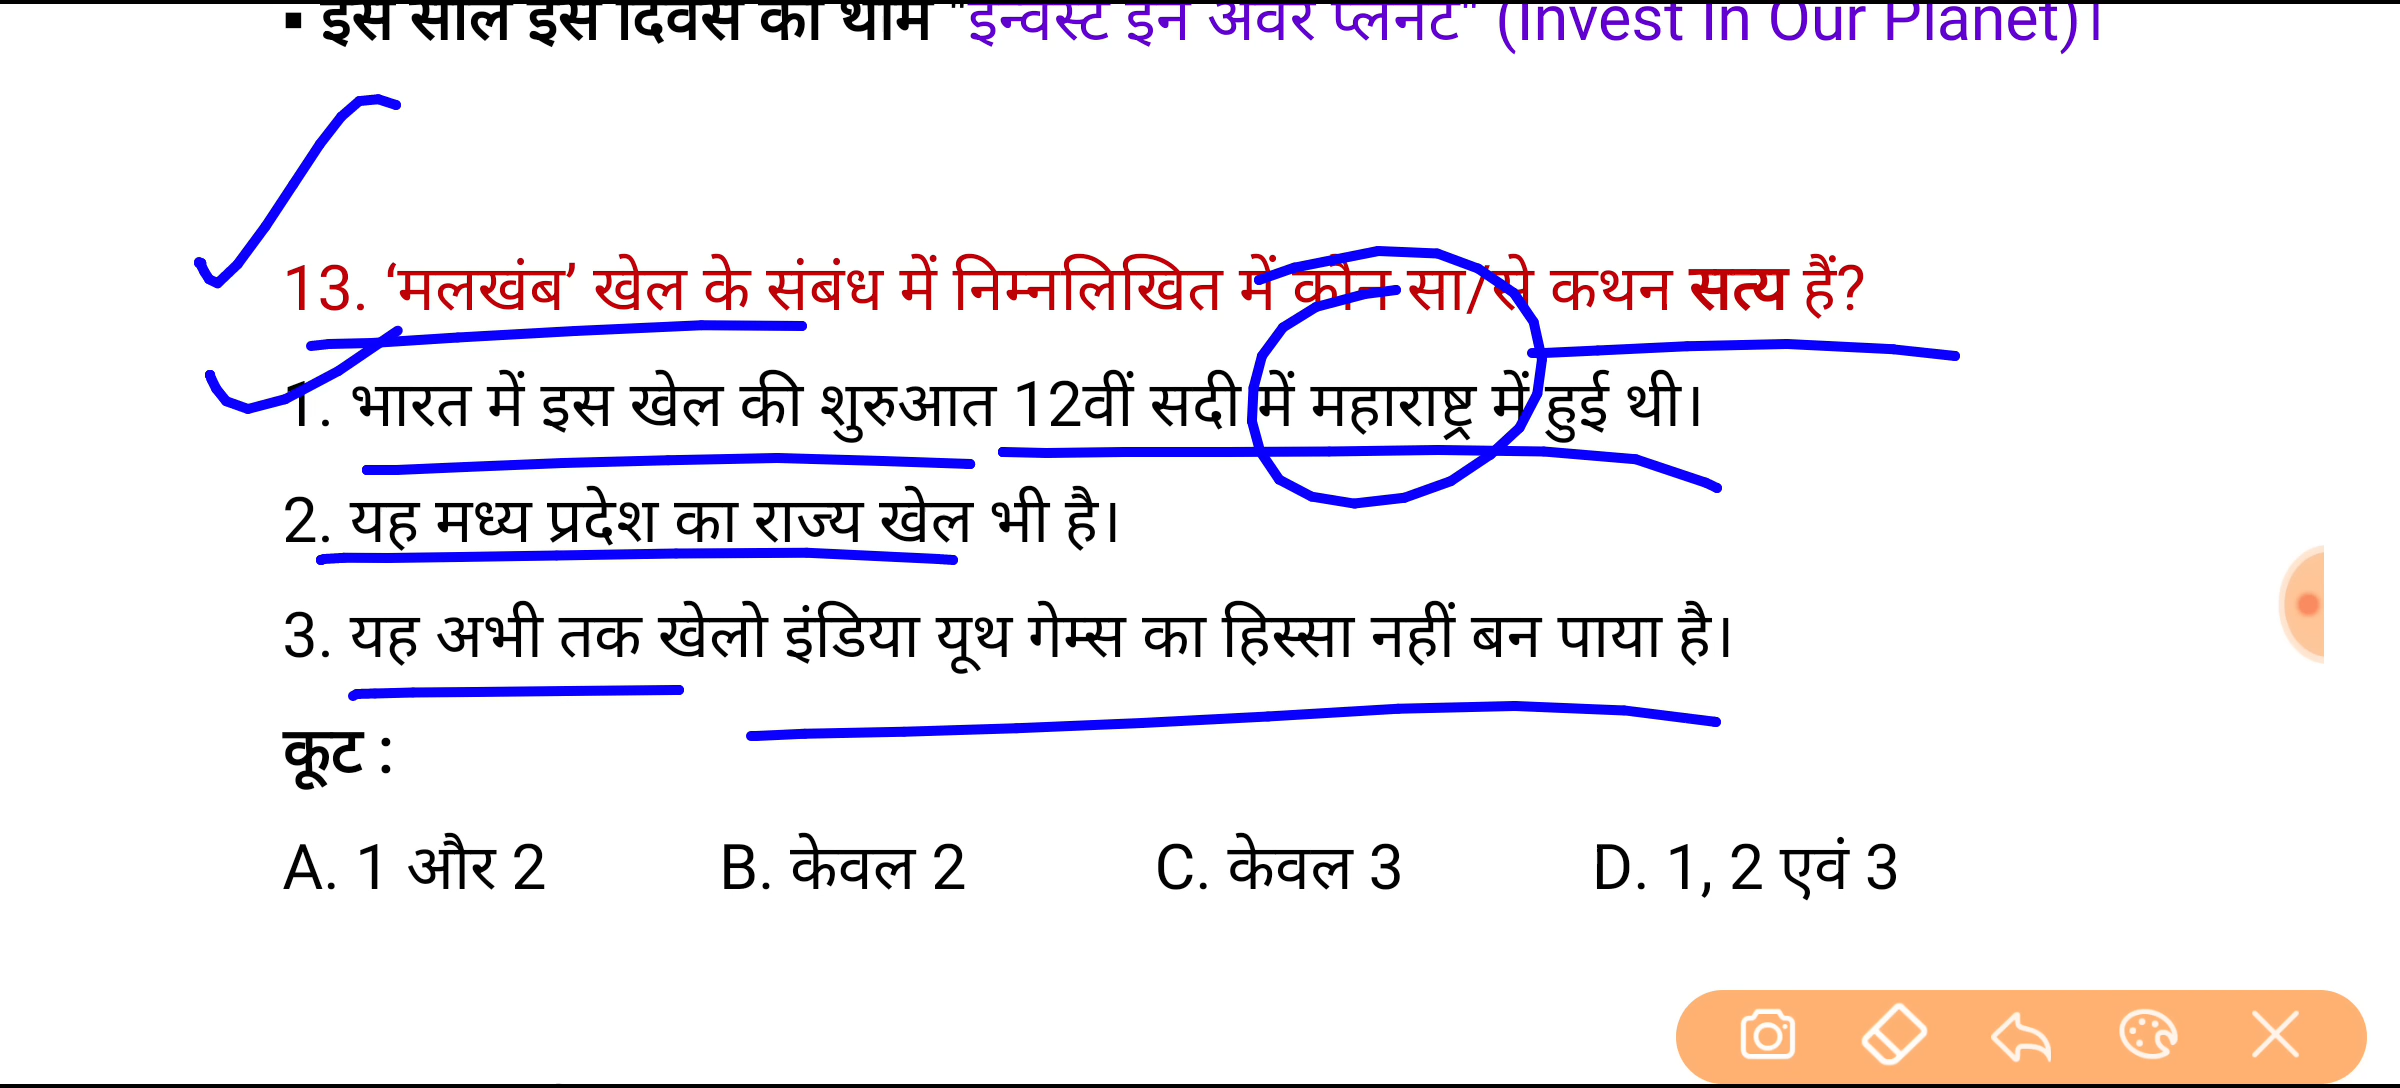 ▪ इस साल इस दिवस की थीम "इन्वेस्ट इन अवर प्लेनेट" (Invest In Our Planet)।
13. ‘मलखंब’ खेल के संबंध में निम्नलिखित में कौन सा/से कथन सत्य हैं?
1. भारत में इस खेल की शुरुआत 12वीं सदी में महाराष्ट्र में हुई थी।
2. यह मध्य प्रदेश का राज्य खेल भी है।
3. यह अभी तक खेलो इंडिया यूथ गेम्स का हिस्सा नहीं बन पाया है।
कूट :
A. 1 और 2 B. केवल 2 C. केवल 3 D. 1, 2 एवं 3